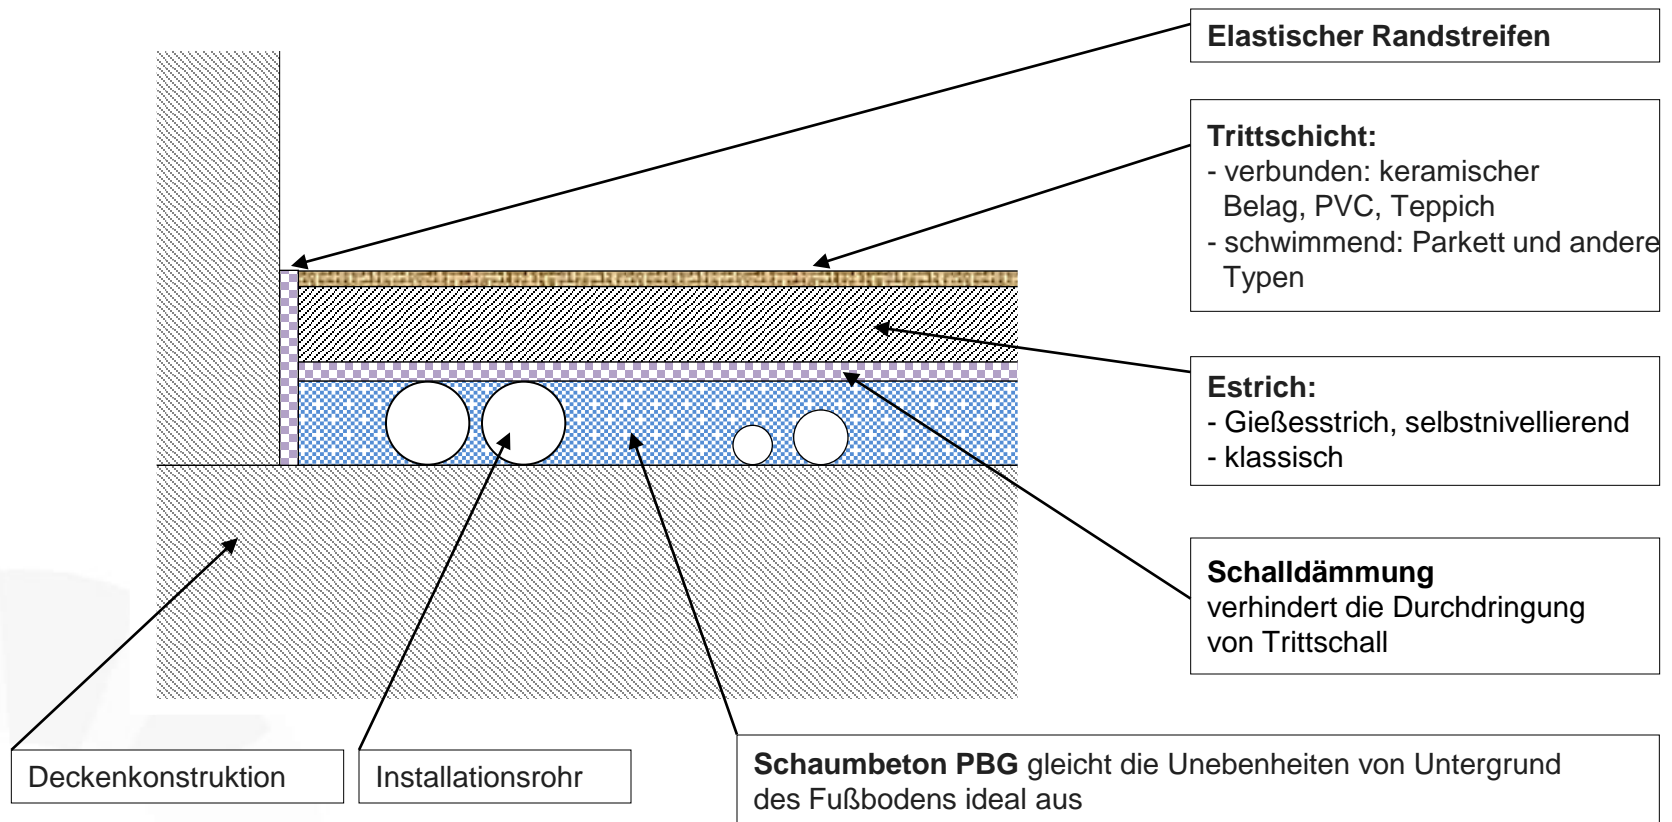 Elastischer Randstreifen
Trittschicht:
- verbunden: keramischer
Belag, PVC, Teppich
- schwimmend: Parkett und andere
Typen
Estrich:
- Gießesstrich, selbstnivellierend
- klassisch
Schalldämmung
verhindert die Durchdringung
von Trittschall
Deckenkonstruktion
Installationsrohr
Schaumbeton PBG gleicht die Unebenheiten von Untergrund
des Fußbodens ideal aus